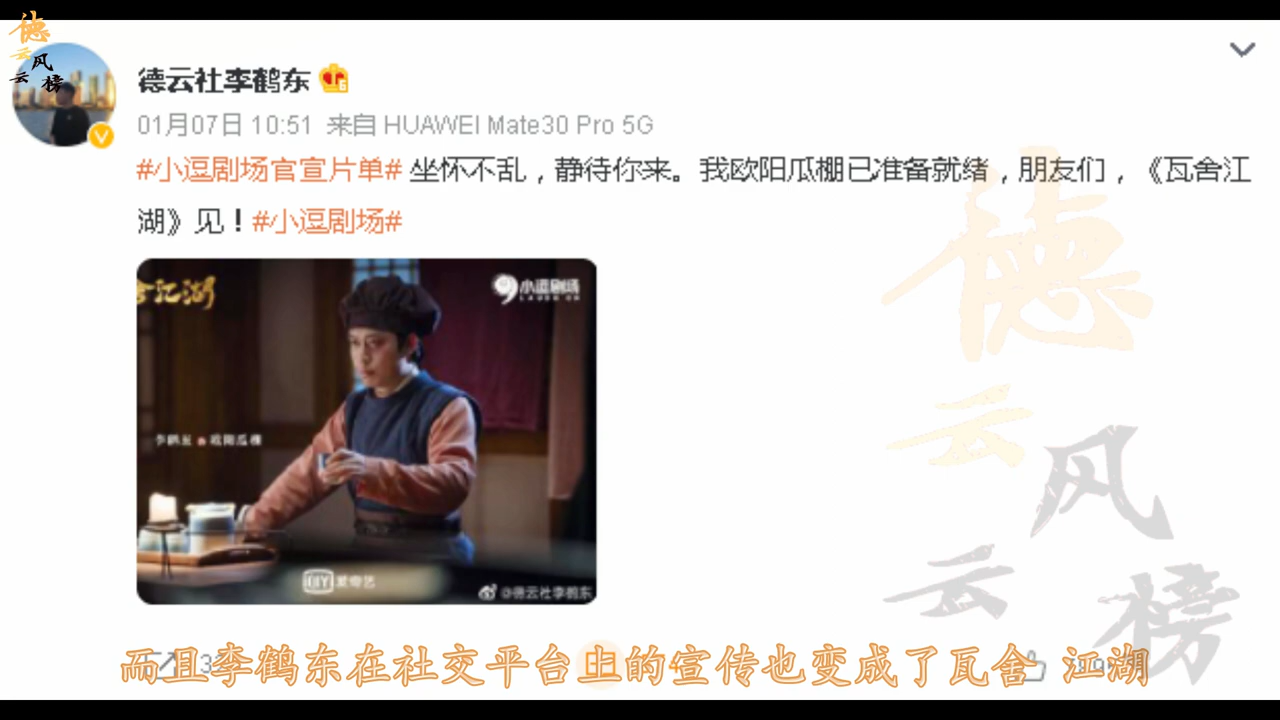 德云风云榜
德云社李鹤东
01月07日 10:51 来自 HUAWEI Mate30 Pro 5G
#小逗剧场官宣片单# 坐怀不乱，静待你来。我欧阳瓜棚已准备就绪，朋友们，《瓦舍江
湖》见！#小逗剧场#
舍江湖
小逗剧场
LAUGH ON
李鹤东 欧阳瓜棚
iQIYI 爱奇艺
@德云社李鹤东
德云风云榜
而且李鹤东在社交平台上的宣传也变成了瓦舍 江湖